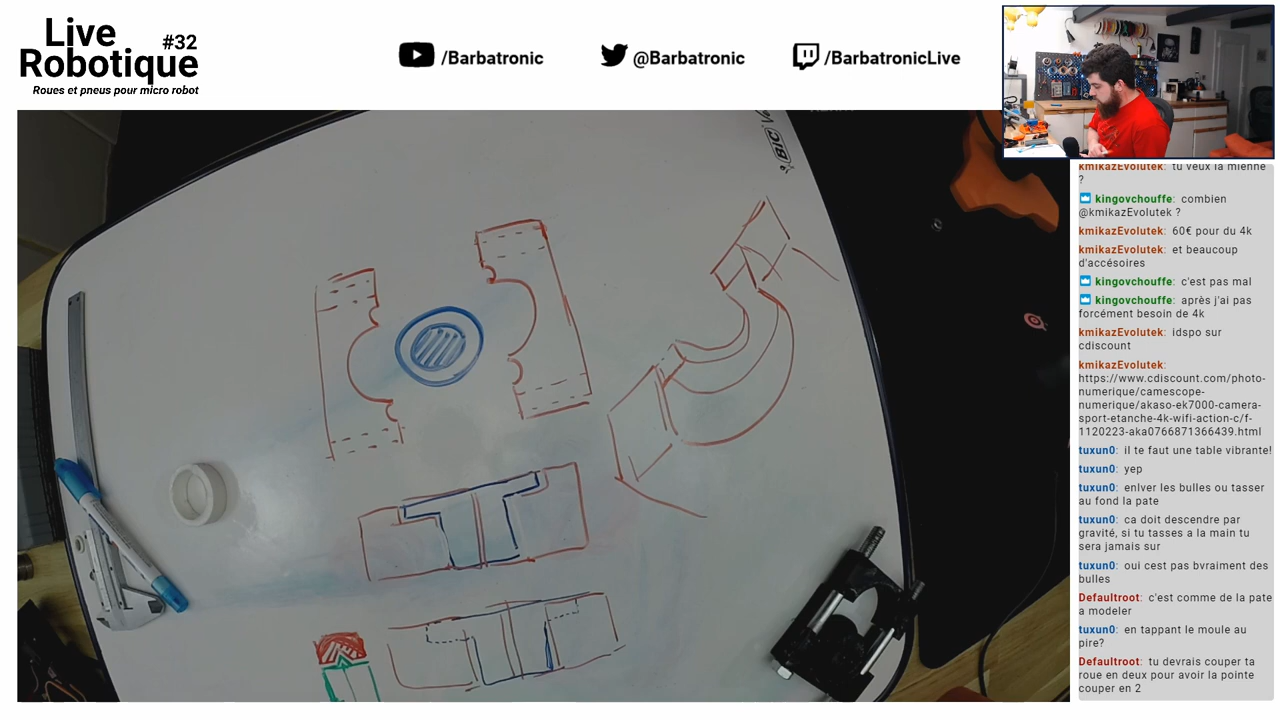 Live
Robotique #32
Roues et pneus pour micro robot
/Barbatronic
@Barbatronic
/BarbatronicLive
BIC
kmikazEvolutek: tu veux la mienne
?
kingovchouffe: combien
@kmikazEvolutek ?
kmikazEvolutek: 60€ pour du 4k
kmikazEvolutek: et beaucoup
d'accésoires
kingovchouffe: c'est pas mal
kingovchouffe: après j'ai pas
forcément besoin de 4k
kmikazEvolutek: idspo sur
cdiscount
kmikazEvolutek:
https://www.cdiscount.com/photo-
numerique/camescope-
numerique/akaso-ek7000-camera-
sport-etanche-4k-wifi-action-c/f-
1120223-aka0766871366439.html
tuxun0: il te faut une table vibrante!
tuxun0: yep
tuxun0: enlver les bulles ou tasser
au fond la pate
tuxun0: ca doit descendre par
gravité, si tu tasses a la main tu
sera jamais sur
tuxun0: oui cest pas bvraiment des
bulles
Defaultroot: c'est comme de la pate
a modeler
tuxun0: en tappant le moule au
pire?
Defaultroot: tu devrais couper ta
roue en deux pour avoir la pointe
couper en 2